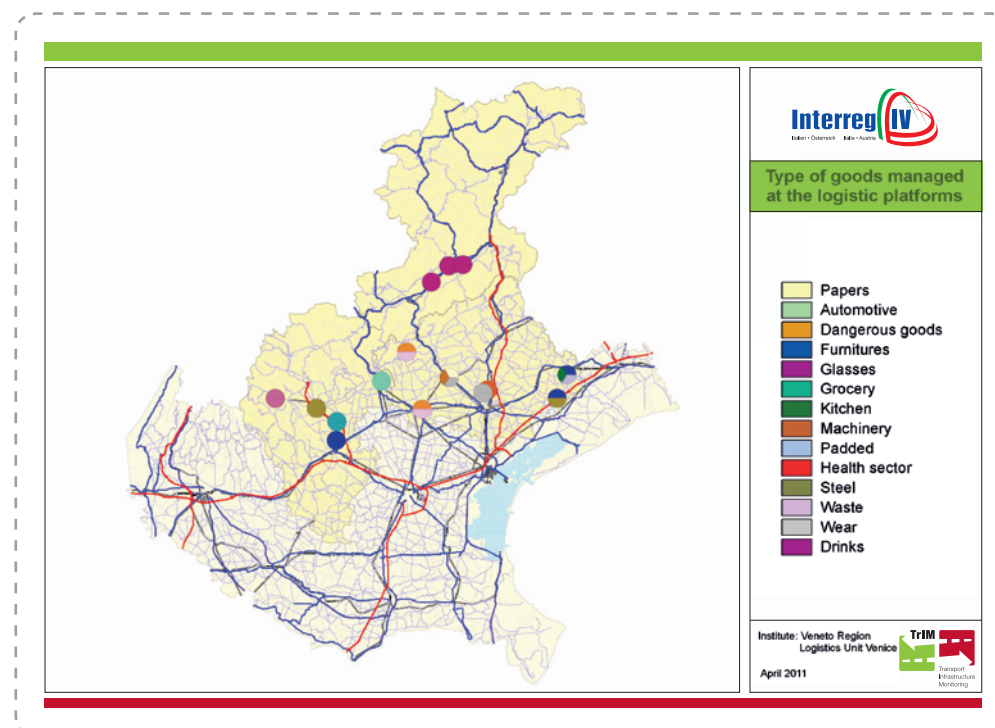 Interreg IV
Italien • Österreich Italia • Austria
Type of goods managed
at the logistic platforms
Papers
Automotive
Dangerous goods
Furnitures
Glasses
Grocery
Kitchen
Machinery
Padded
Health sector
Steel
Waste
Wear
Drinks
Institute: Veneto Region
Logistics Unit Venice
April 2011
TrIM
Transport
Infrastructure
Monitoring